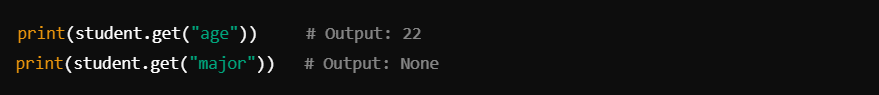 print(student.get("age"))     # Output: 22
print(student.get("major"))   # Output: None